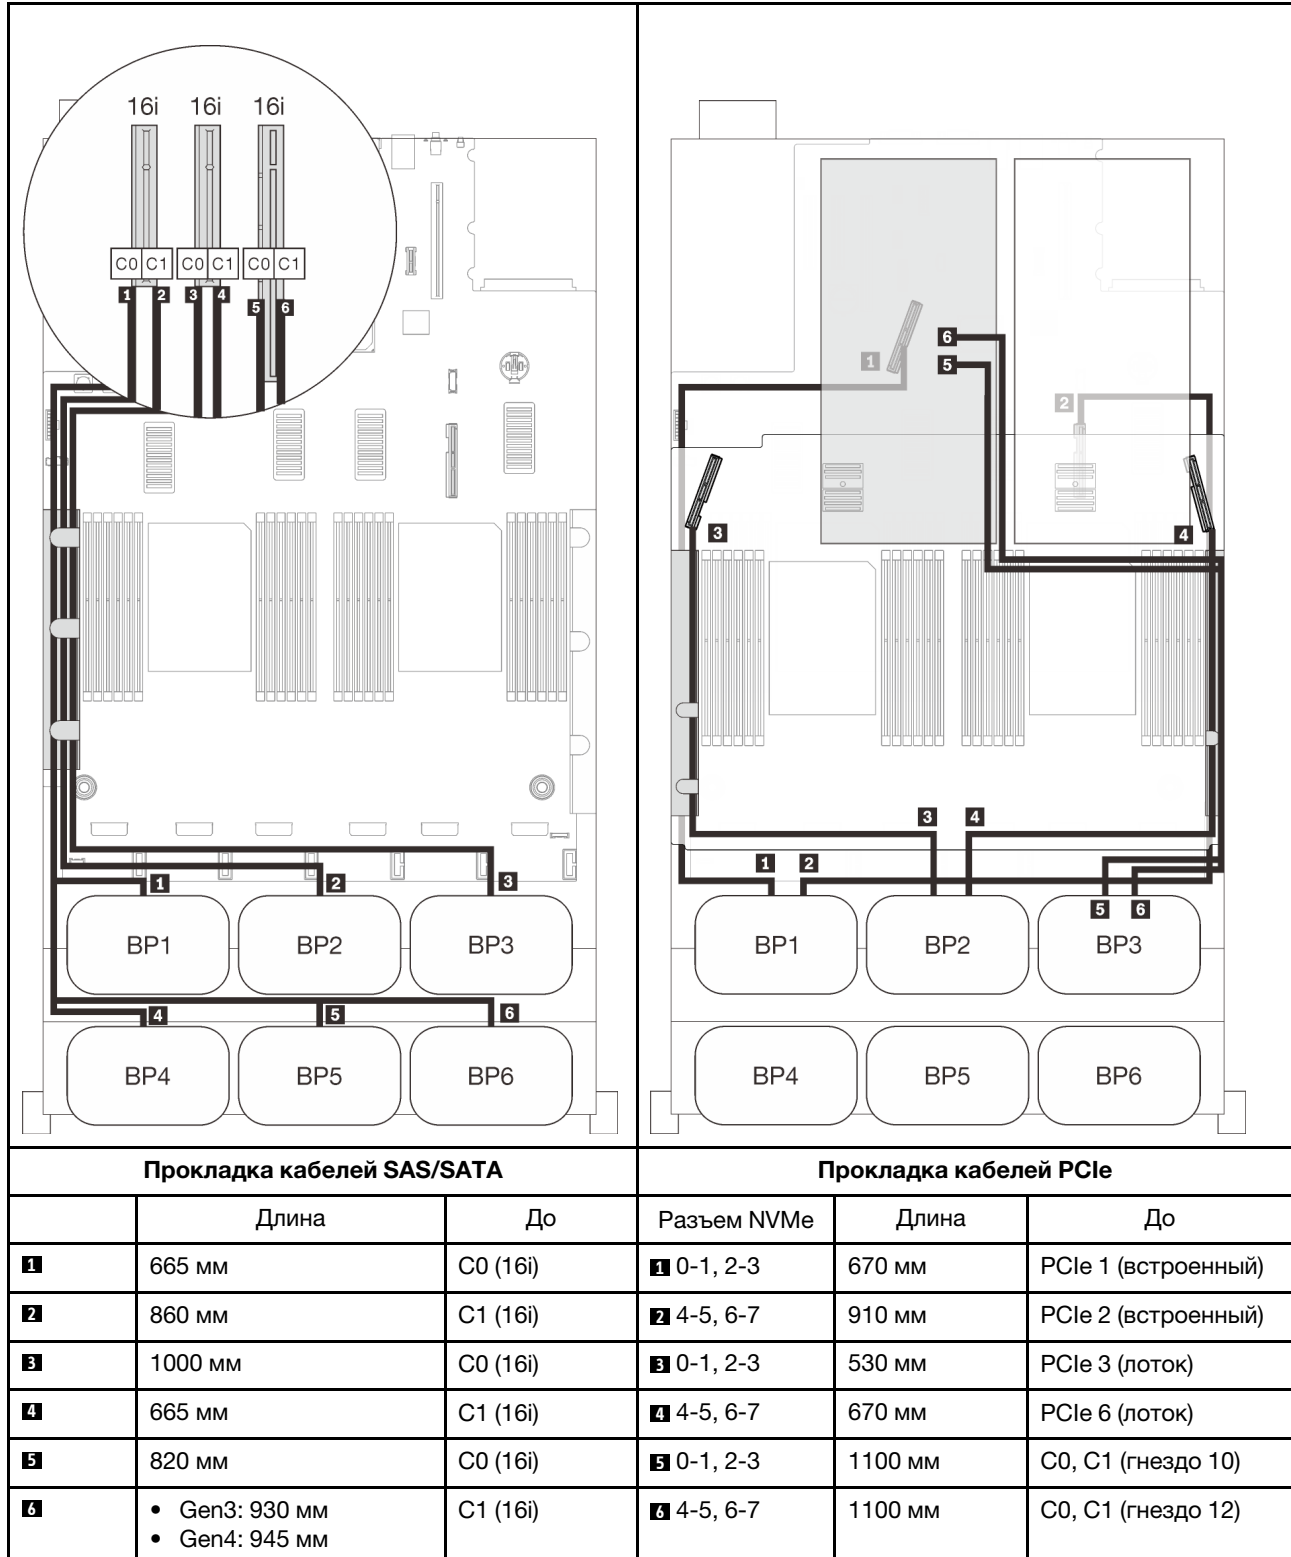 16i 16i 16i
C0 C1 C0 C1 C0 C1
1 2 3 4 5 6
1 2 3
BP1 BP2 BP3
4 5 6
BP4 BP5 BP6
6
1 5
2
3 4
3 4
1 2
5 6
BP1 BP2 BP3
BP4 BP5 BP6
Прокладка кабелей SAS/SATA Прокладка кабелей PCIe
Длина До Разъем NVMe Длина До
1 665 мм C0 (16i) 1 0-1, 2-3 670 мм PCIe 1 (встроенный)
2 860 мм C1 (16i) 2 4-5, 6-7 910 мм PCIe 2 (встроенный)
3 1000 мм C0 (16i) 3 0-1, 2-3 530 мм PCIe 3 (лоток)
4 665 мм C1 (16i) 4 4-5, 6-7 670 мм PCIe 6 (лоток)
5 820 мм C0 (16i) 5 0-1, 2-3 1100 мм C0, C1 (гнездо 10)
6 • Gen3: 930 мм C1 (16i) 6 4-5, 6-7 1100 мм C0, C1 (гнездо 12)
• Gen4: 945 мм